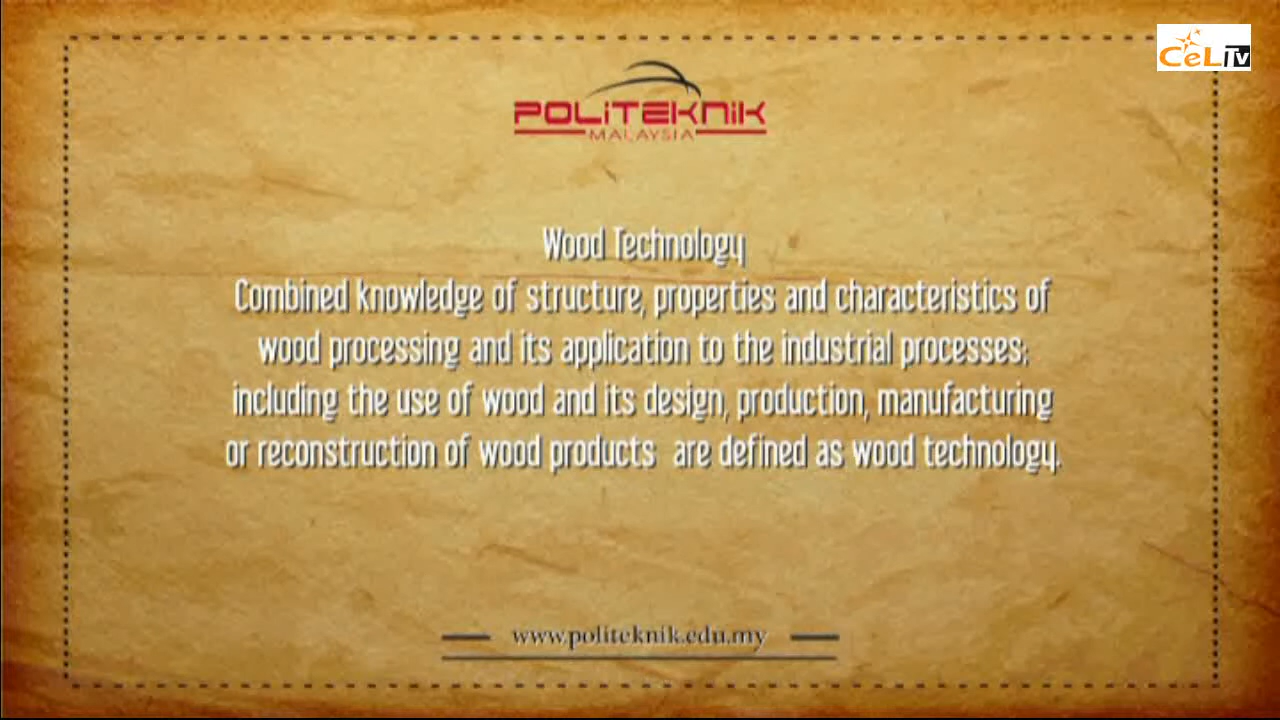 CeLTv
POLiTEKNiK
MALAYSIA
Wood Technology
Combined knowledge of structure, properties and characteristics of
wood processing and its application to the industrial processes;
including the use of wood and its design, production, manufacturing
or reconstruction of wood products are defined as wood technology.
www.politeknik.edu.my